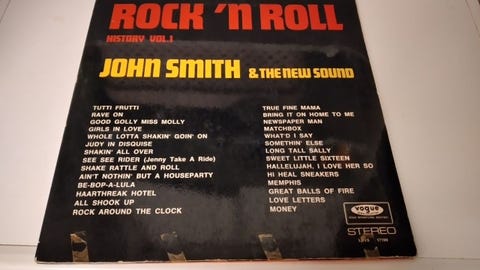 ROCK 'N ROLL
HISTORY VOL.1
JOHN SMITH & THE NEW SOUND
TUTTI FRUTTI
RAVE ON
GOOD GOLLY MISS MOLLY
GIRLS IN LOVE
WHOLE LOTTA SHAKIN' GOIN' ON
JUDY IN DISGUISE
SHAKIN' ALL OVER
SEE SEE RIDER (Jenny Take A Ride)
SHAKE RATTLE AND ROLL
AIN'T NOTHIN' BUT A HOUSEPARTY
BE-BOP-A-LULA
HAARTHREAK HOTEL
ALL SHOOK UP
ROCK AROUND THE CLOCK
TRUE FINE MAMA
BRING IT ON HOME TO ME
NEWSPAPER MAN
MATCHBOX
WHAT'D I SAY
SOMETHIN' ELSE
LONG TALL SALLY
SWEET LITTLE SIXTEEN
HALLELUJAH, I LOVE HER SO
HI HEAL SNEAKERS
MEMPHIS
GREAT BALLS OF FIRE
LOVE LETTERS
MONEY
vogue
STEREO